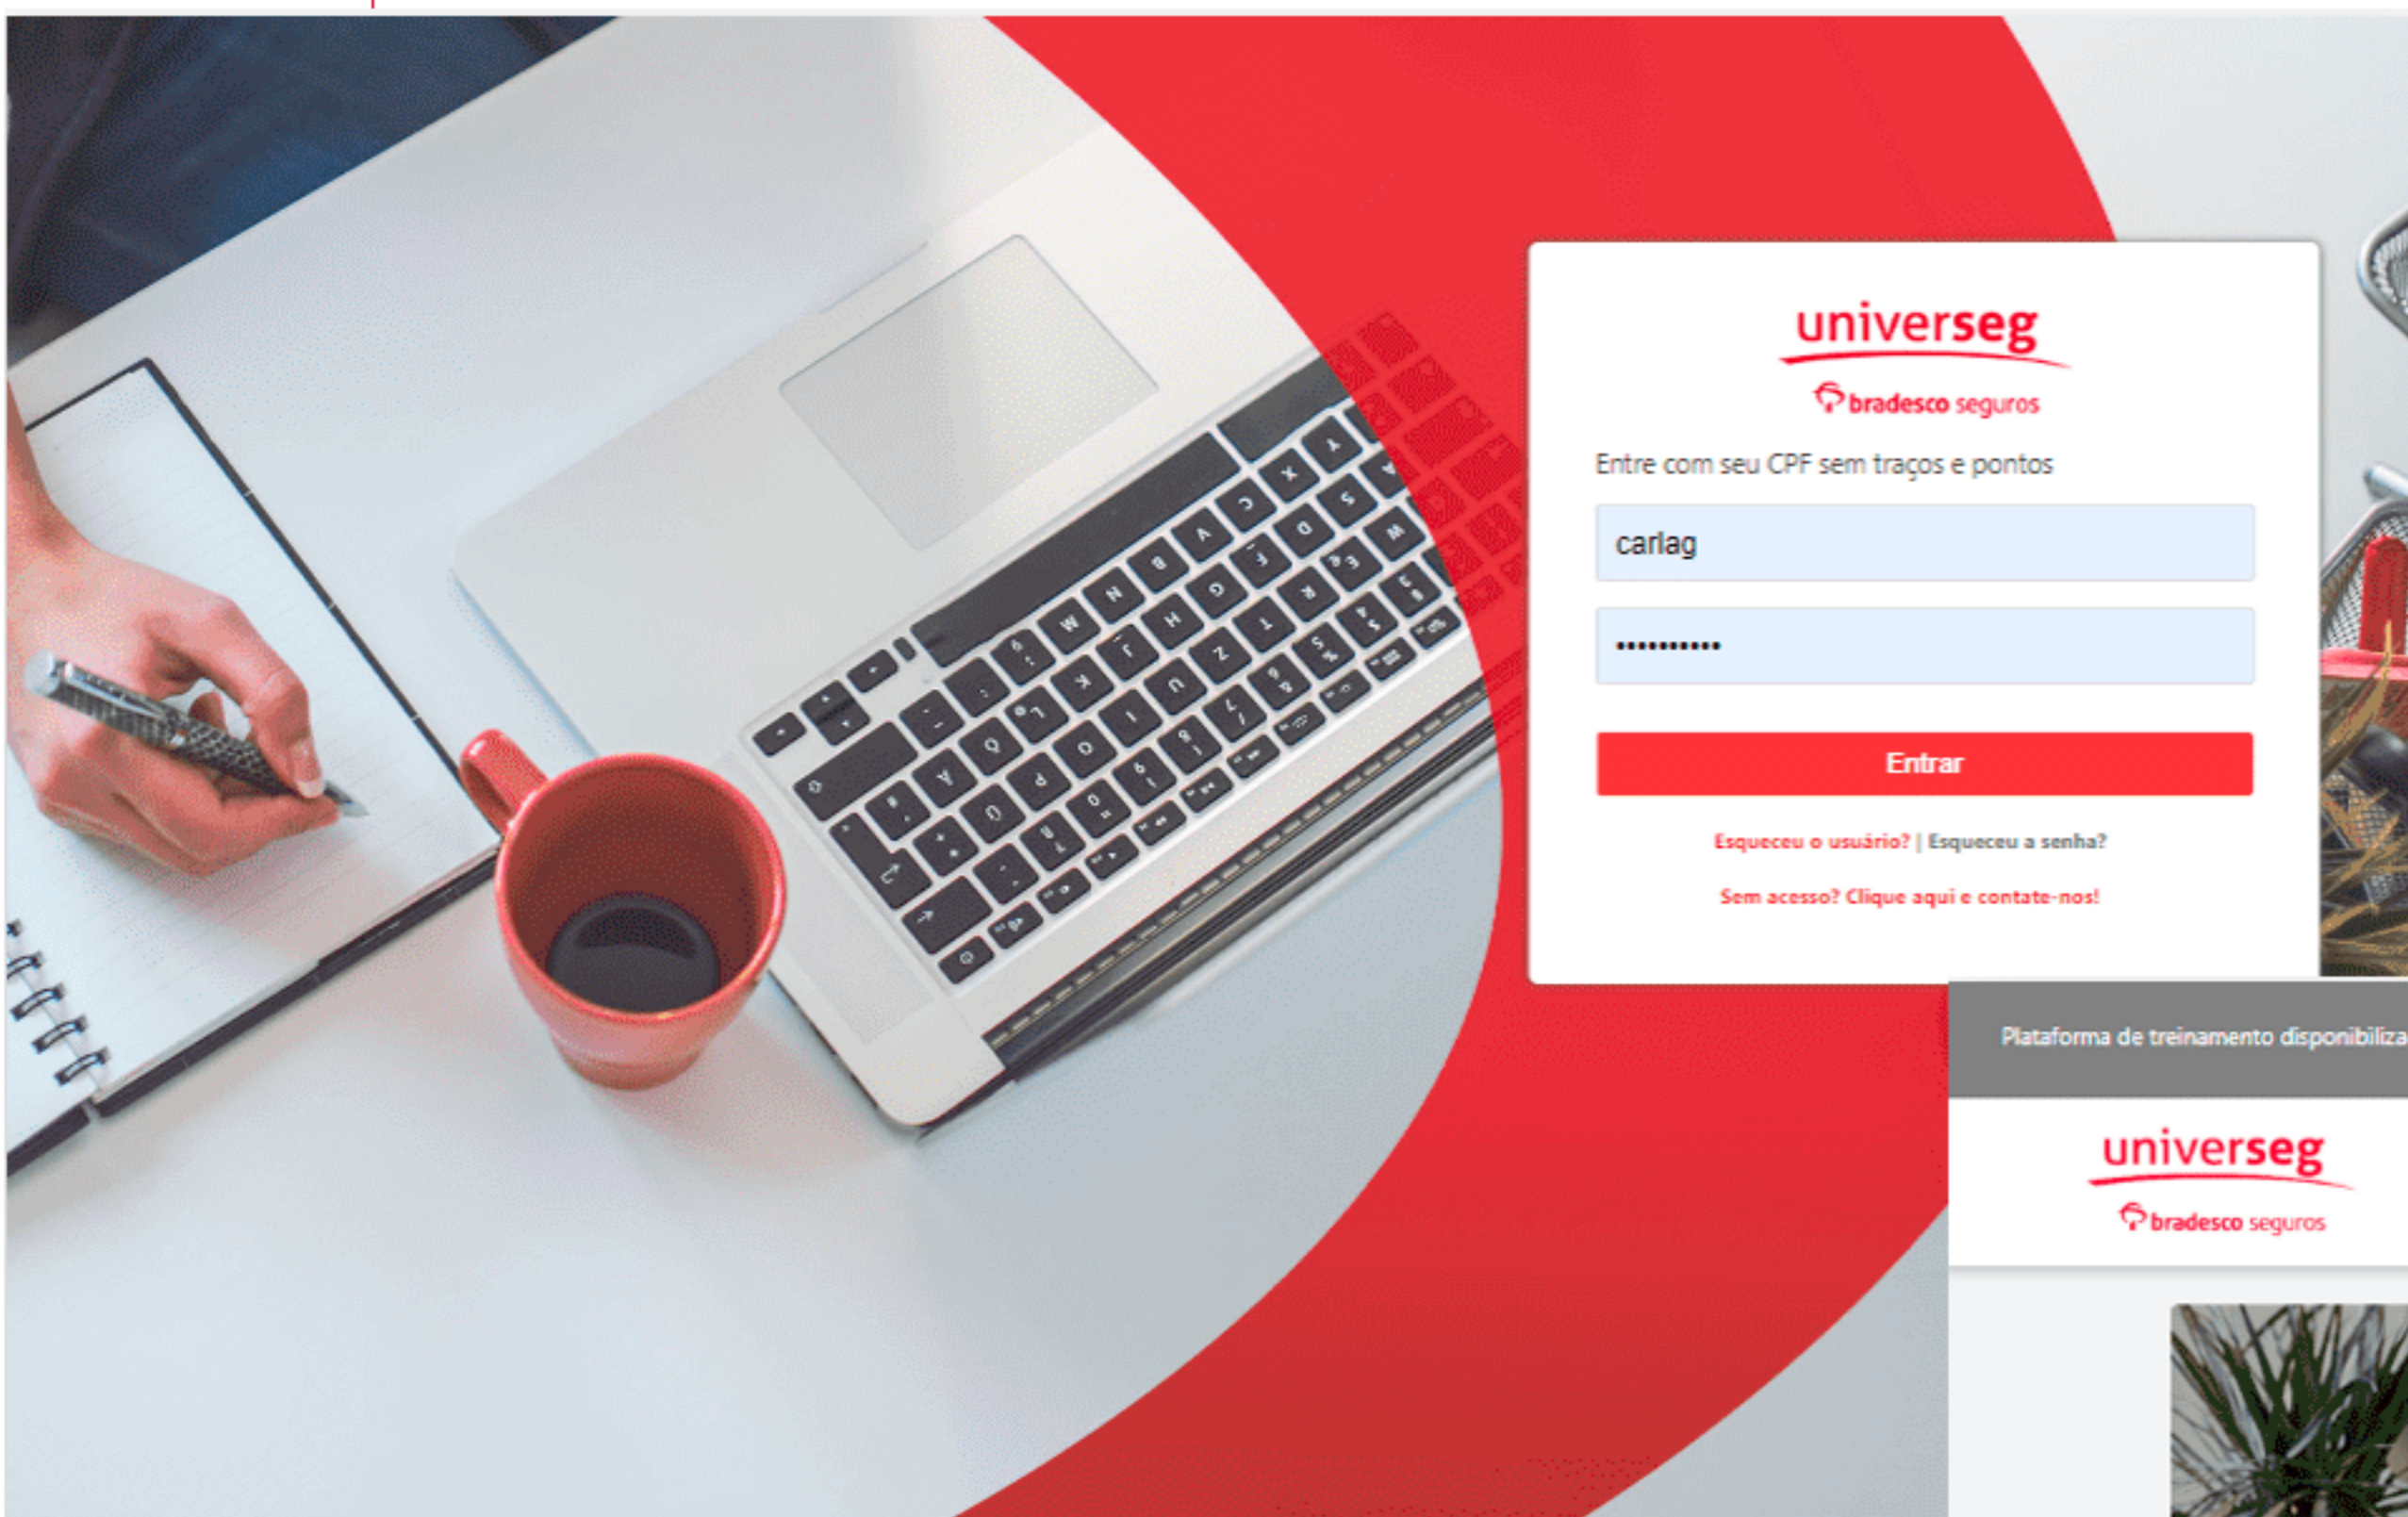 universeg
bradesco seguros
Entre com seu CPF sem traços e pontos
carlag
••••••••••
Entrar
Esqueceu o usuário? | Esqueceu a senha?
Sem acesso? Clique aqui e contate-nos!
Plataforma de treinamento disponibiliza
universeg
bradesco seguros